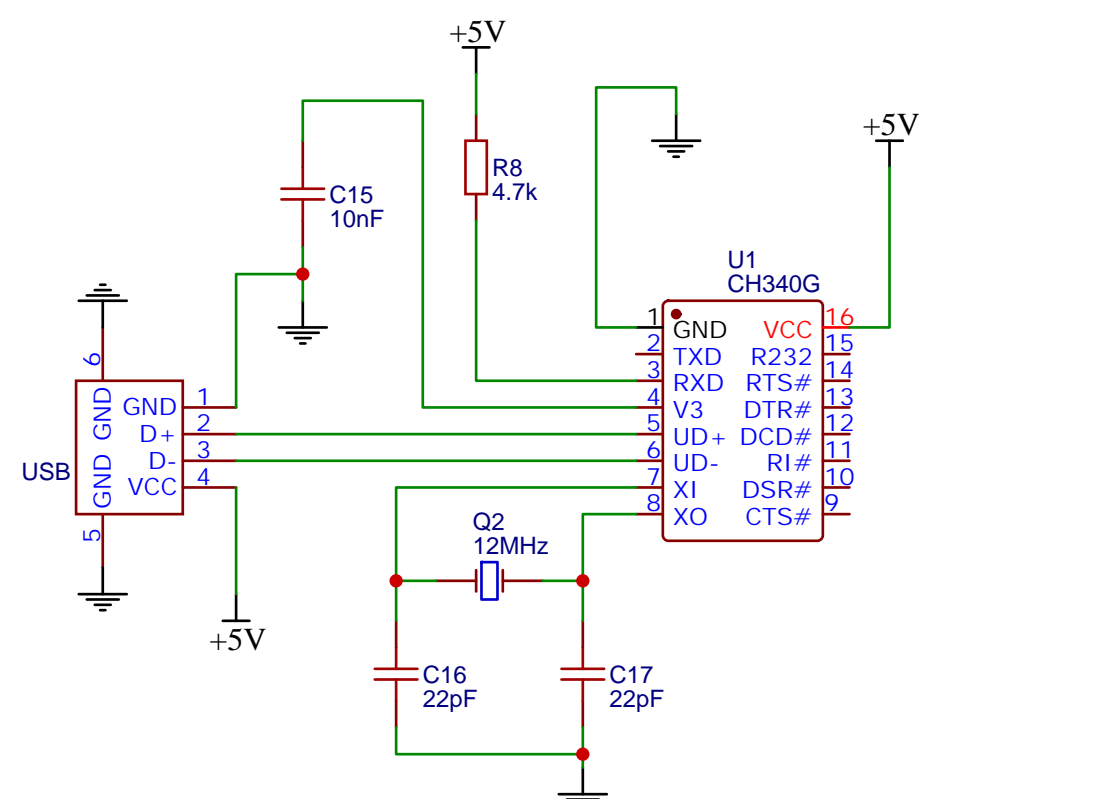 +5V
+5V
R8
4.7k
C15
10nF
U1
CH340G
1 GND VCC 16
2 TXD R232 15
3 RXD RTS# 14
4 V3 DTR# 13
5 UD+ DCD# 12
6 UD- RI# 11
7 XI DSR# 10
8 XO CTS# 9
6
GND
GND 1
D+ 2
D- 3
VCC 4
USB
GND
5
+5V
Q2
12MHz
C16
22pF
C17
22pF